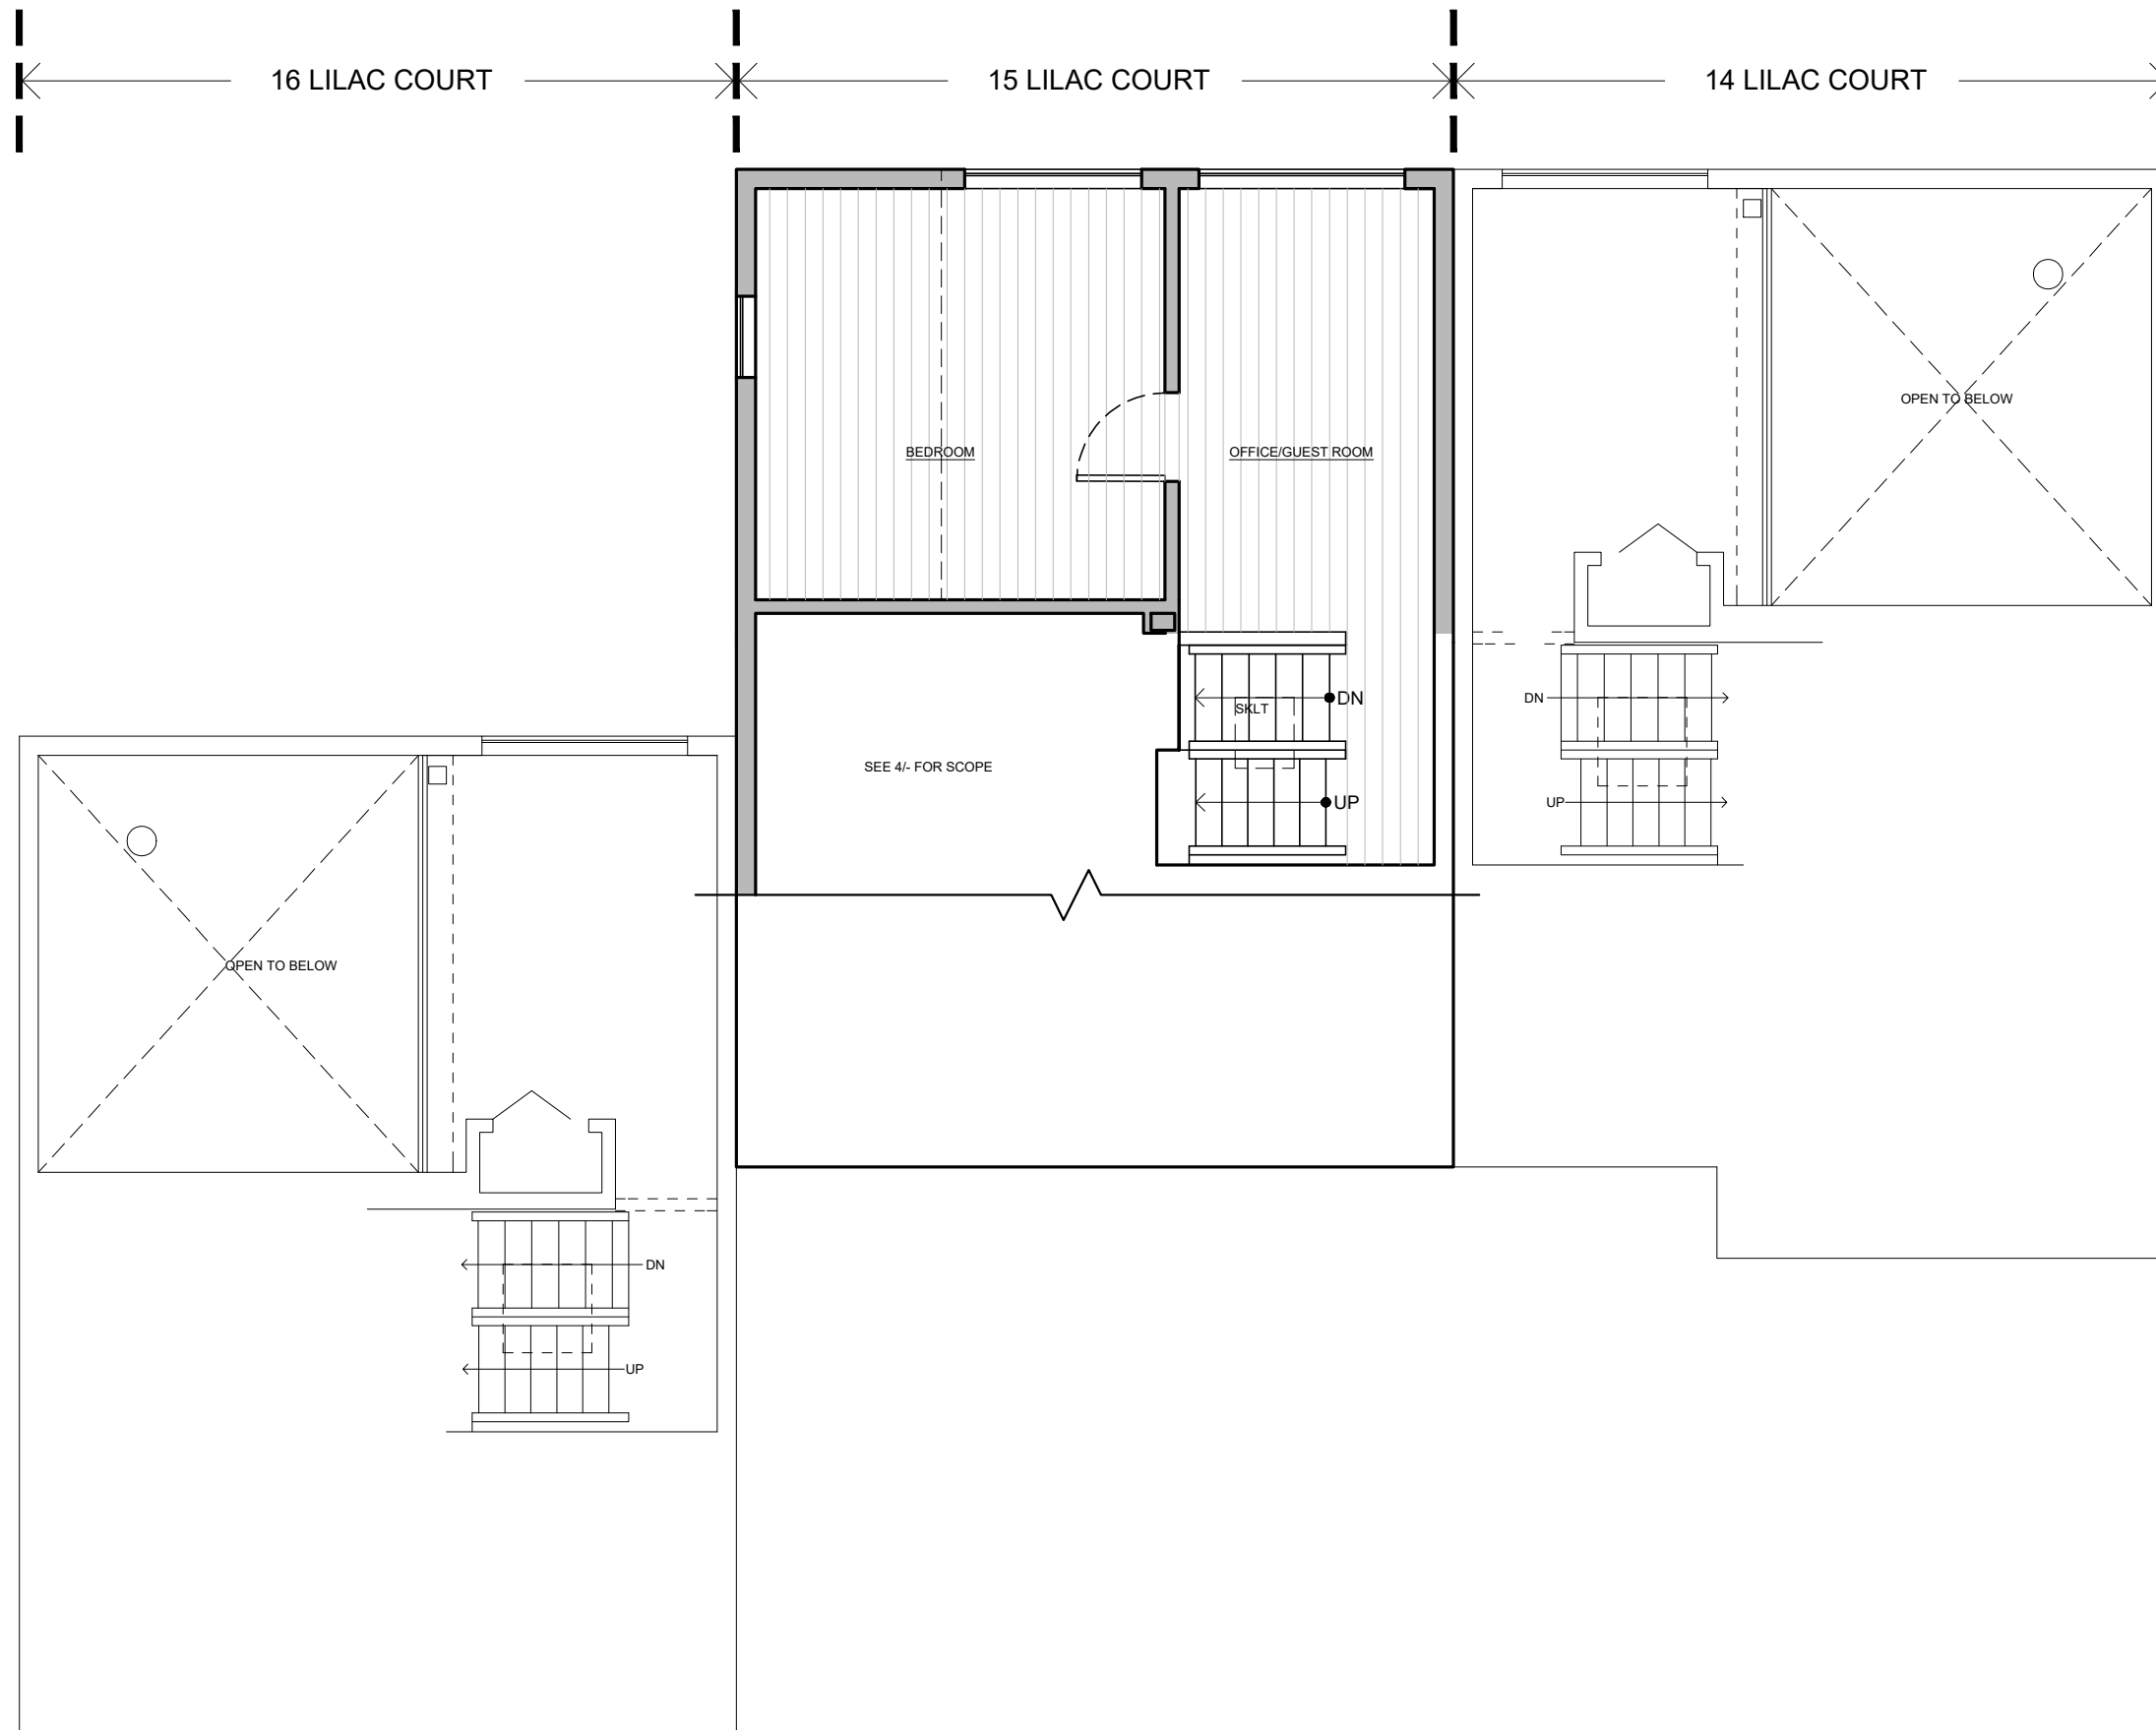 16 LILAC COURT
15 LILAC COURT
14 LILAC COURT
OPEN TO BELOW
BEDROOM
OFFICE/GUEST ROOM
DN
SKLT
DN
SEE 4/- FOR SCOPE
UP
UP
OPEN TO BELOW
DN
UP